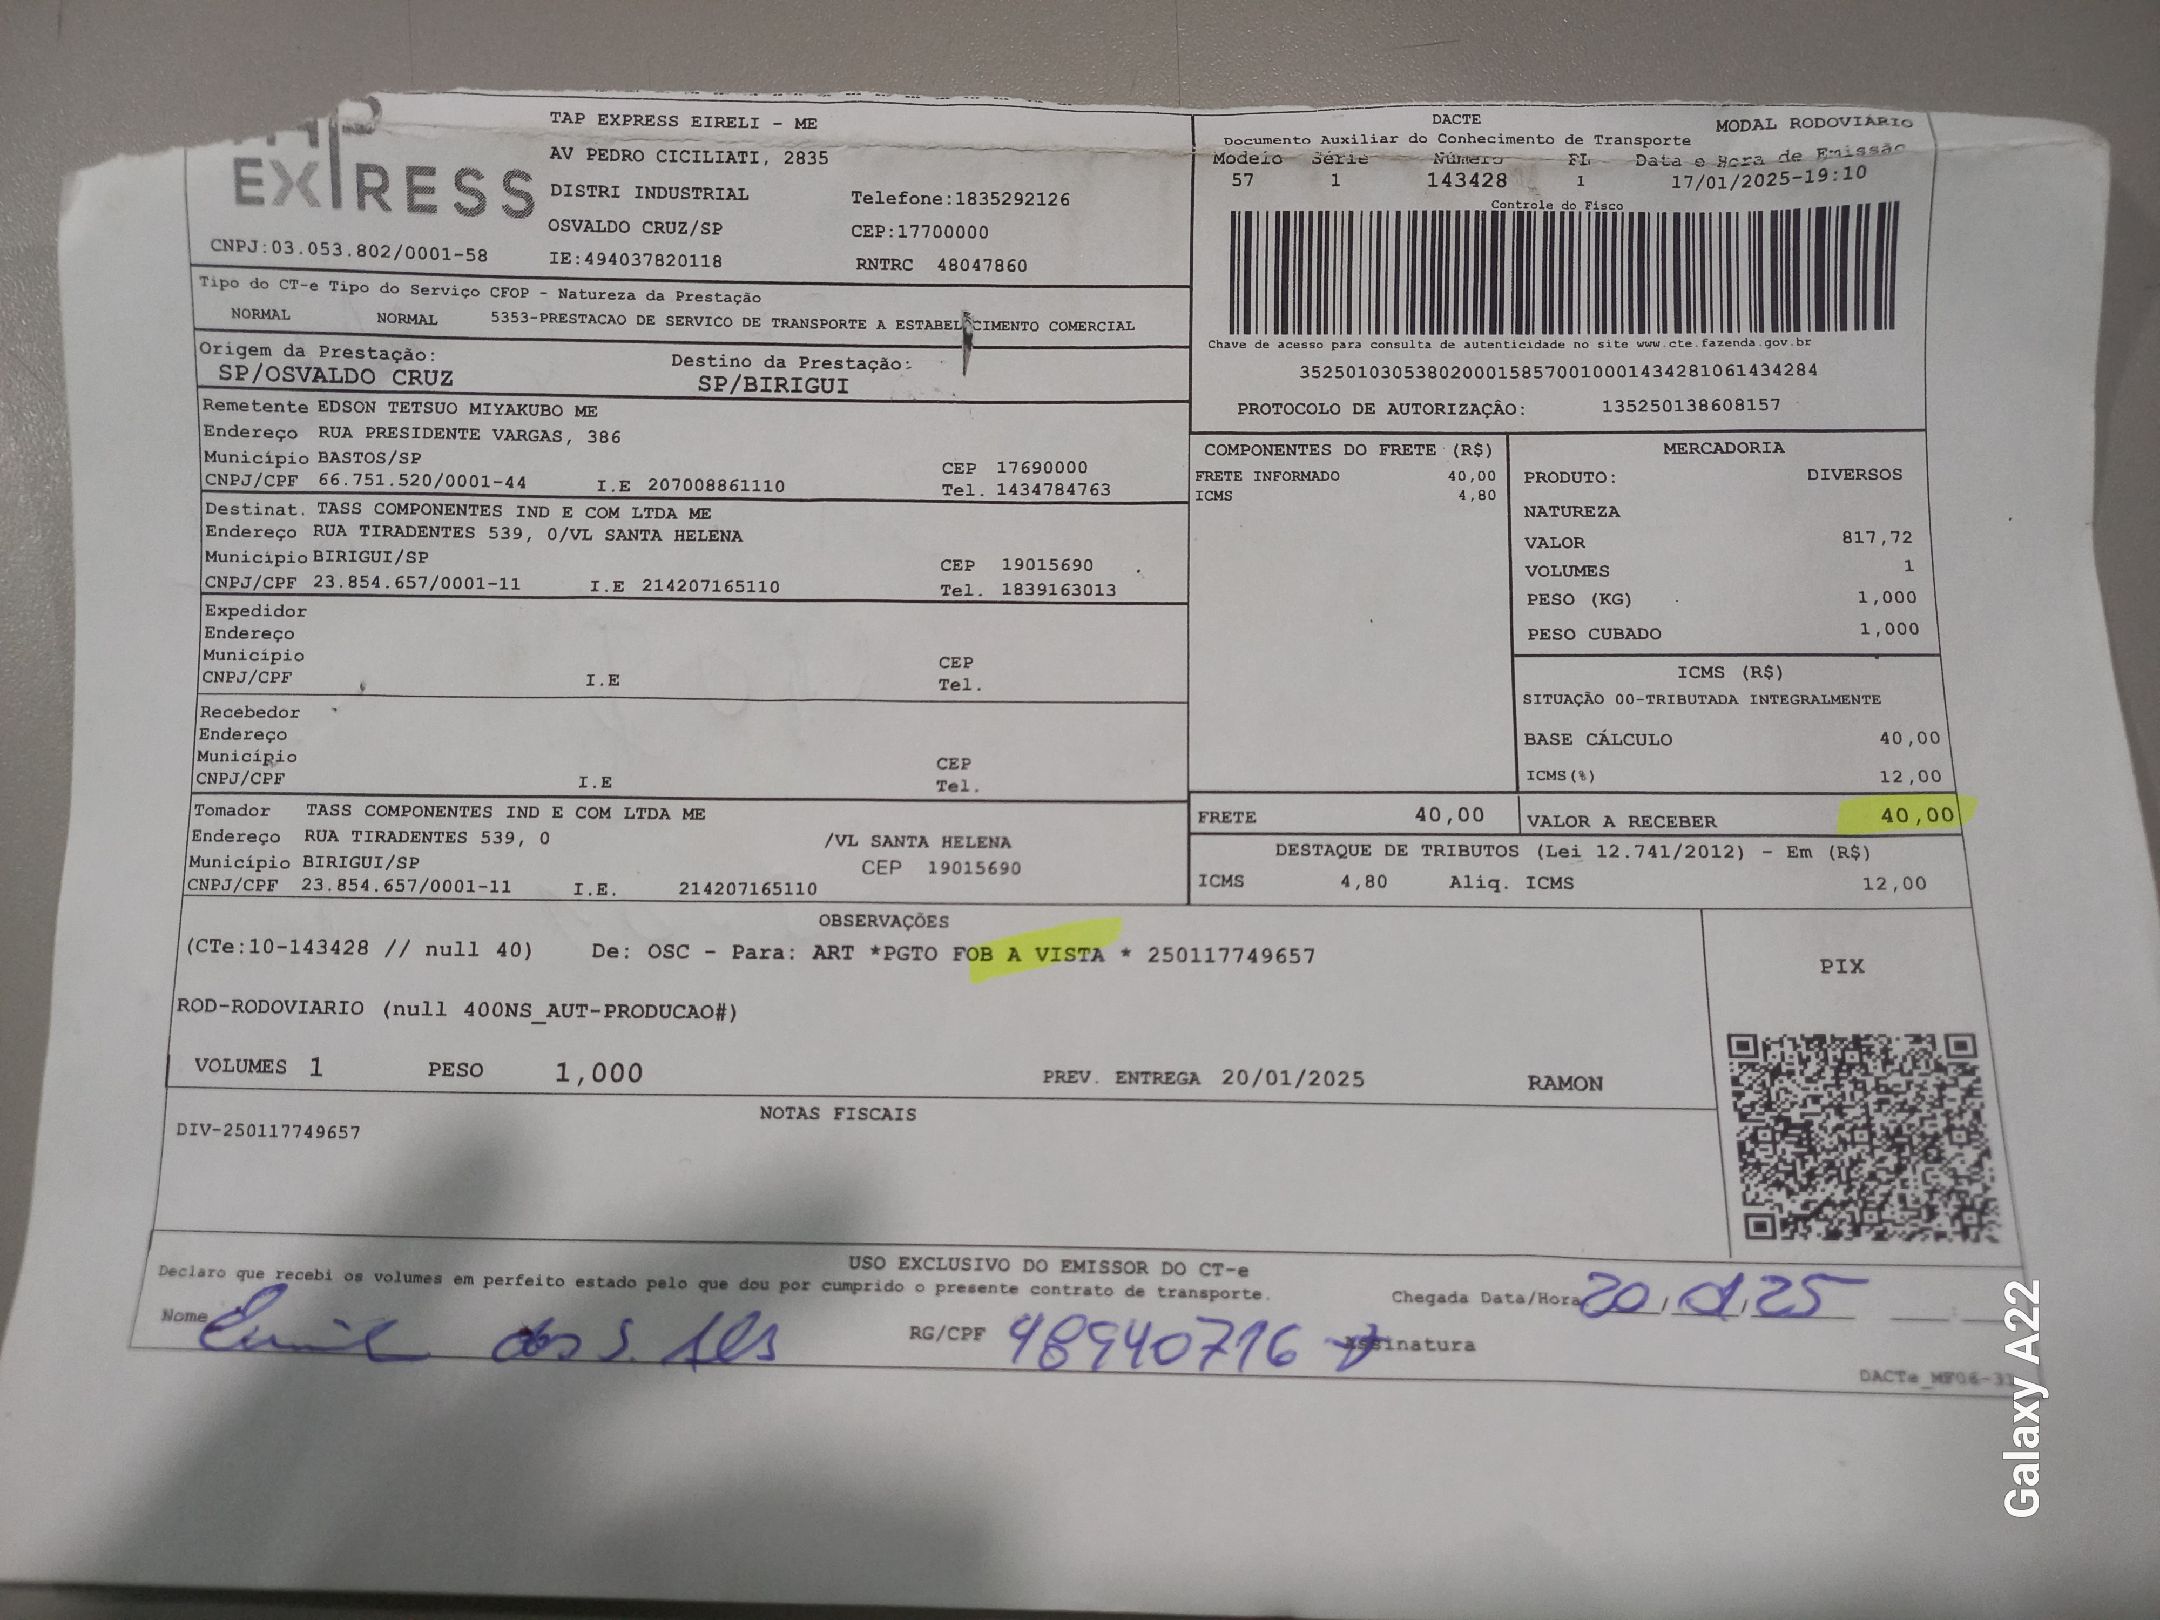 EXPRESS
CNPJ:03.053.802/0001-58
TAP EXPRESS EIRELI - ME
AV PEDRO CICILIATI, 2835
DISTRI INDUSTRIAL Telefone:1835292126
OSVALDO CRUZ/SP CEP:17700000
IE:494037820118 RNTRC 48047860
DACTE MODAL RODOVIÁRIO
Documento Auxiliar do Conhecimento de Transporte
Modelo Série Número FL Data e Hora de Emissão
57 1 143428 1 17/01/2025-19:10
Controle do Fisco
Chave de acesso para consulta de autenticidade no site www.cte.fazenda.gov.br
35250103053802000158570010001434281061434284
PROTOCOLO DE AUTORIZAÇÂO: 135250138608157
Tipo do CT-e Tipo do Serviço CFOP - Natureza da Prestação
NORMAL NORMAL 5353-PRESTACAO DE SERVICO DE TRANSPORTE A ESTABELECIMENTO COMERCIAL
Origem da Prestação: Destino da Prestação:
SP/OSVALDO CRUZ SP/BIRIGUI
Remetente EDSON TETSUO MIYAKUBO ME
Endereço RUA PRESIDENTE VARGAS, 386
Município BASTOS/SP CEP 17690000
CNPJ/CPF 66.751.520/0001-44 I.E 207008861110 Tel. 1434784763
Destinat. TASS COMPONENTES IND E COM LTDA ME
Endereço RUA TIRADENTES 539, 0/VL SANTA HELENA
Município BIRIGUI/SP CEP 19015690
CNPJ/CPF 23.854.657/0001-11 I.E 214207165110 Tel. 1839163013
Expedidor
Endereço
Município CEP
CNPJ/CPF I.E Tel.
Recebedor
Endereço
Município CEP
CNPJ/CPF I.E Tel.
Tomador TASS COMPONENTES IND E COM LTDA ME
Endereço RUA TIRADENTES 539, 0 /VL SANTA HELENA
Município BIRIGUI/SP CEP 19015690
CNPJ/CPF 23.854.657/0001-11 I.E. 214207165110
COMPONENTES DO FRETE (R$)
FRETE INFORMADO 40,00
ICMS 4,80
MERCADORIA
PRODUTO: DIVERSOS
NATUREZA
VALOR 817,72
VOLUMES 1
PESO (KG) 1,000
PESO CUBADO 1,000
ICMS (R$)
SITUAÇÃO 00-TRIBUTADA INTEGRALMENTE
BASE CÁLCULO 40,00
ICMS(%) 12,00
FRETE 40,00 VALOR A RECEBER 40,00
DESTAQUE DE TRIBUTOS (Lei 12.741/2012) - Em (R$)
ICMS 4,80 Aliq. ICMS 12,00
OBSERVAÇÕES
(CTe:10-143428 // null 40) De: OSC - Para: ART *PGTO FOB A VISTA * 250117749657
ROD-RODOVIARIO (null 400NS_AUT-PRODUCAO#)
VOLUMES 1 PESO 1,000 PREV. ENTREGA 20/01/2025 RAMON
PIX
NOTAS FISCAIS
DIV-250117749657
USO EXCLUSIVO DO EMISSOR DO CT-e
Declaro que recebi os volumes em perfeito estado pelo que dou por cumprido o presente contrato de transporte.
Chegada Data/Hora 20
Nome dos S. RG/CPF 48940716 Assinatura
Galaxy A22